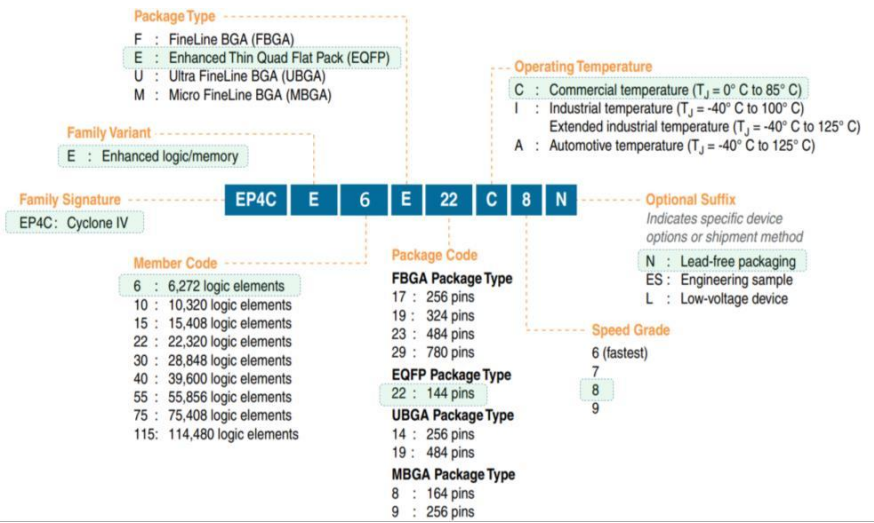 Package Type
F : FineLine BGA (FBGA)
E : Enhanced Thin Quad Flat Pack (EQFP)
U : Ultra FineLine BGA (UBGA)
M : Micro FineLine BGA (MBGA)
Operating Temperature
C : Commercial temperature (TJ = 0° C to 85° C)
I : Industrial temperature (TJ = -40° C to 100° C)
Extended industrial temperature (TJ = -40° C to 125° C)
A : Automotive temperature (TJ = -40° C to 125° C)
Family Variant
E : Enhanced logic/memory
Family Signature
EP4C: Cyclone IV
EP4C E 6 E 22 C 8 N
Optional Suffix
Indicates specific device
options or shipment method
N : Lead-free packaging
ES : Engineering sample
L : Low-voltage device
Member Code
6 : 6,272 logic elements
10 : 10,320 logic elements
15 : 15,408 logic elements
22 : 22,320 logic elements
30 : 28,848 logic elements
40 : 39,600 logic elements
55 : 55,856 logic elements
75 : 75,408 logic elements
115: 114,480 logic elements
Package Code
FBGA Package Type
17 : 256 pins
19 : 324 pins
23 : 484 pins
29 : 780 pins
EQFP Package Type
22 : 144 pins
UBGA Package Type
14 : 256 pins
19 : 484 pins
MBGA Package Type
8 : 164 pins
9 : 256 pins
Speed Grade
6 (fastest)
7
8
9